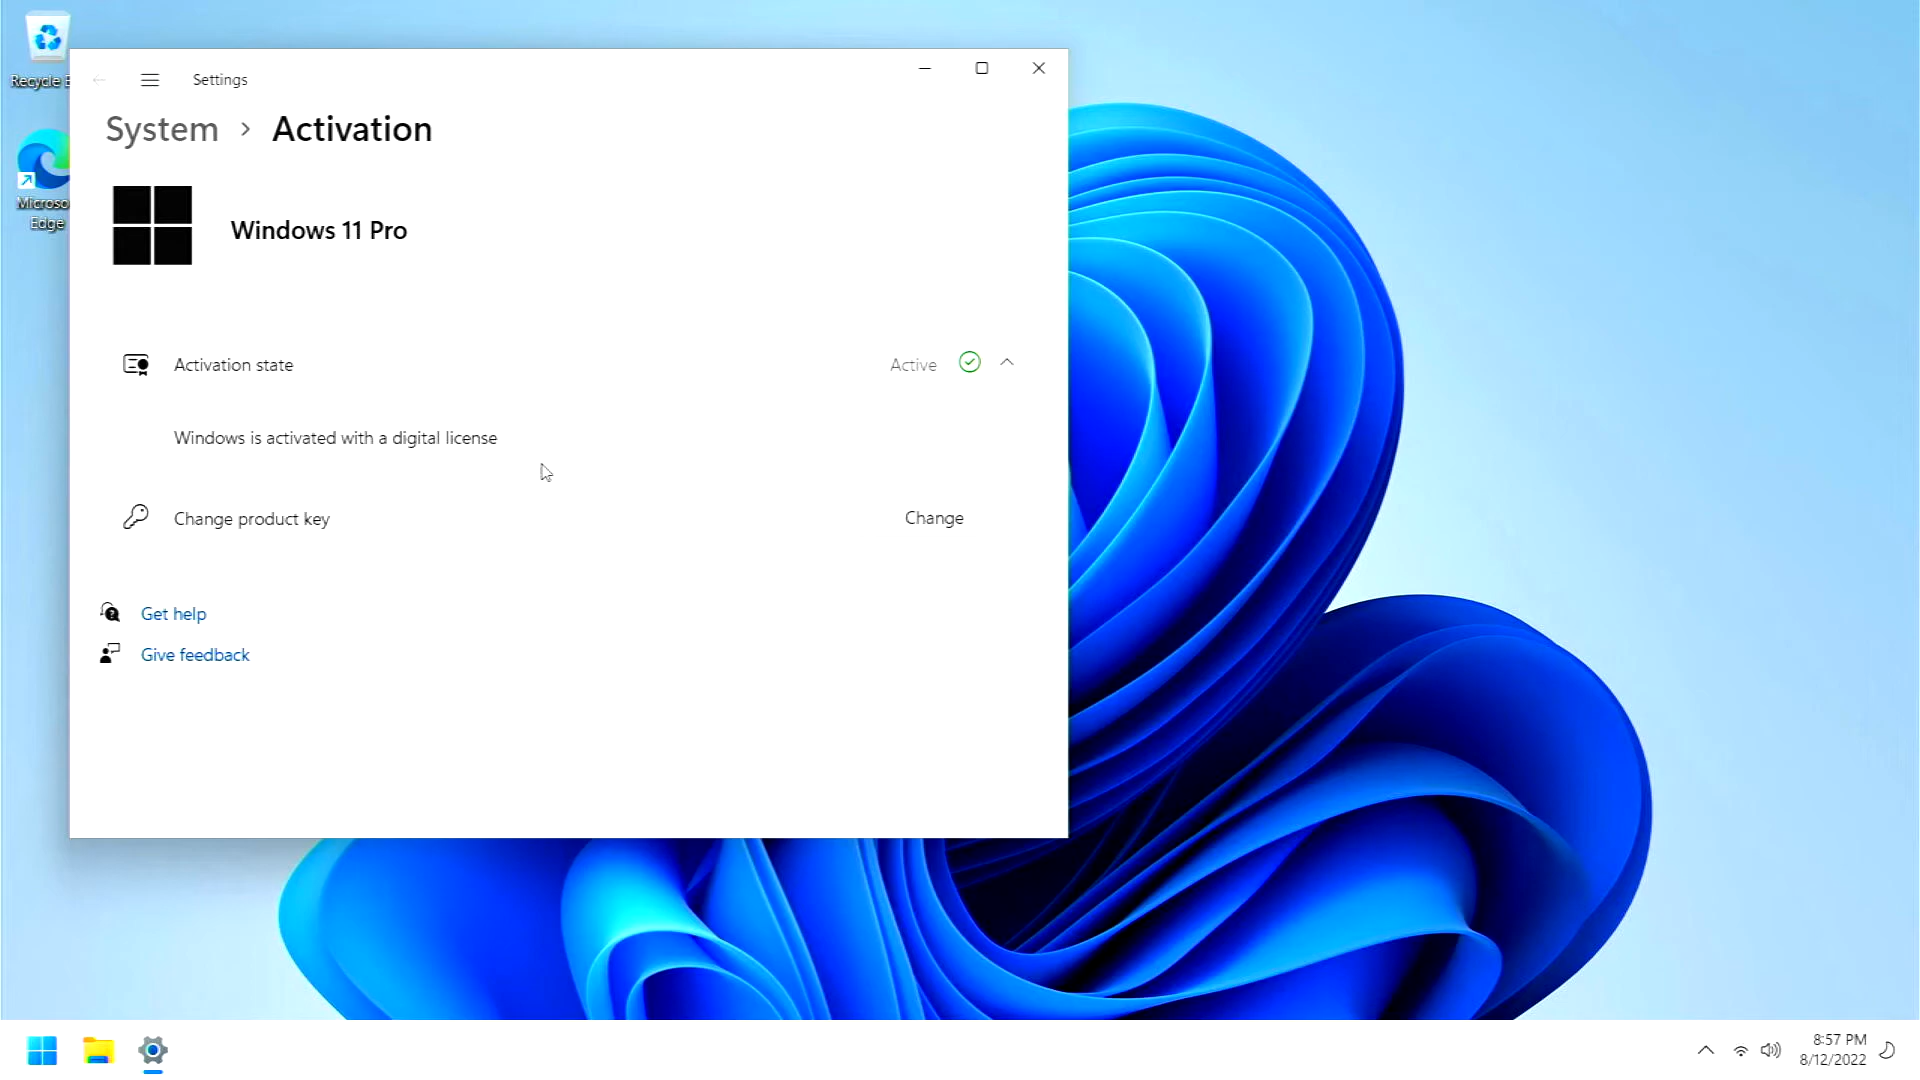 Recycle
Microso
Edge
Settings
System > Activation
Windows 11 Pro
Activation state
Active
Windows is activated with a digital license
Change product key
Change
Get help
Give feedback
8:57 PM
8/12/2022